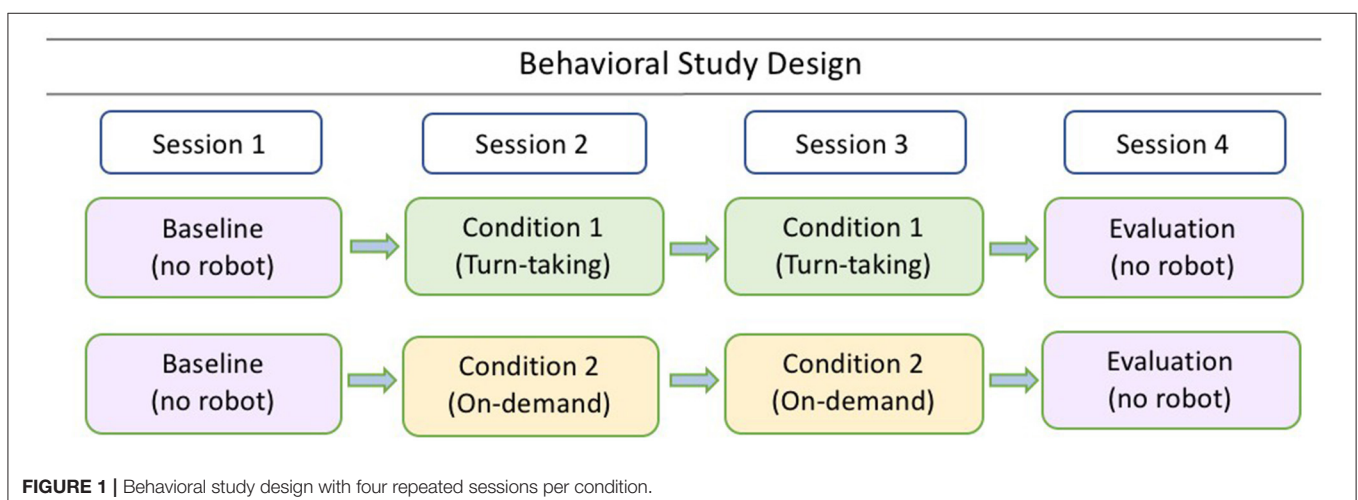 Behavioral Study Design
Session 1
Session 2
Session 3
Session 4
Baseline
(no robot)
Condition 1
(Turn-taking)
Condition 1
(Turn-taking)
Evaluation
(no robot)
Baseline
(no robot)
Condition 2
(On-demand)
Condition 2
(On-demand)
Evaluation
(no robot)
FIGURE 1 | Behavioral study design with four repeated sessions per condition.